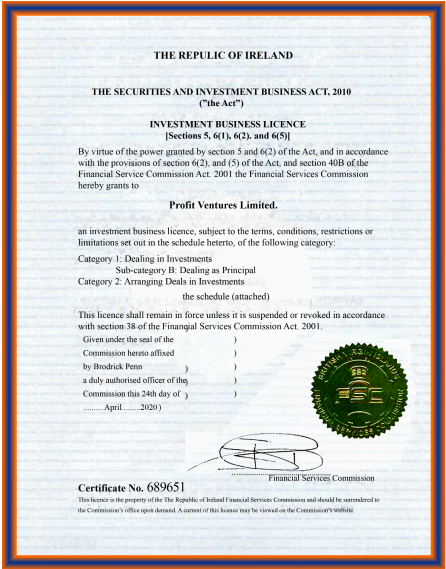 THE REPULIC OF IRELAND
THE SECURITIES AND INVESTMENT BUSINESS ACT, 2010
("the Act")
INVESTMENT BUSINESS LICENCE
[Sections 5, 6(1), 6(2). and 6(5)]
By virtue of the power granted by section 5 and 6(2) of the Act, and in accordance
with the provisions of section 6(2), and (5) of the Act, and section 40B of the
Financial Service Commission Act. 2001 the Financial Services Commission
hereby grants to
Profit Ventures Limited.
an investment business licence, subject to the terms, conditions, restrictions or
limitations set out in the schedule heterto, of the following category:
Category 1: Dealing in Investments
Sub-category B: Dealing as Principal
Category 2: Arranging Deals in Investments
the schedule (attached)
This licence shall remain in force unless it is suspended or revoked in accordance
with section 38 of the Financial Services Commission Act. 2001.
Given under the seal of the )
Commission hereto affixed )
by Brodrick Penn ) )
a duly authorised officer of the ) )
Commission this 24th day of ) )
..........April.........2020 )
Financial Services Commission
Certificate No. 689651
This licence is the property of the The Republic of Ireland Financial Services Commission and should be surrendered to
the Commission's office upon demand. A current of this licence may be viewed on the Commission's website